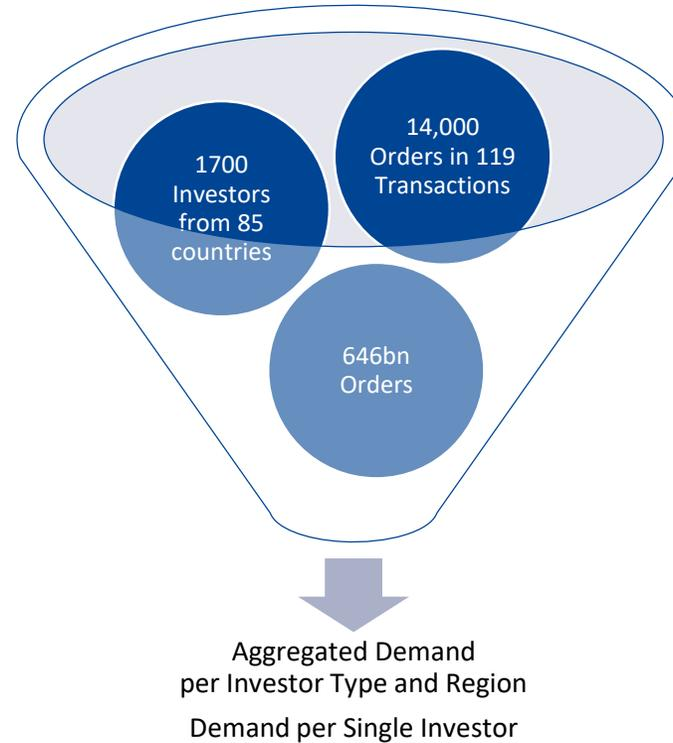 14,000
Orders in 119
Transactions
1700
Investors
from 85
countries
646bn
Orders
Aggregated Demand
per Investor Type and Region
Demand per Single Investor